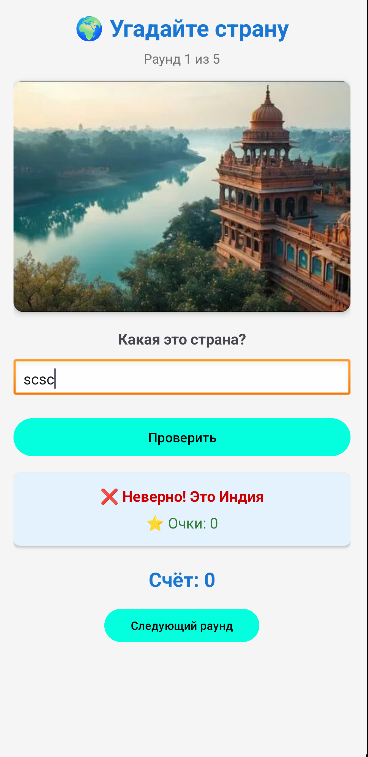 🌍 Угадайте страну
Раунд 1 из 5
Какая это страна?
scsc
Проверить
❌ Неверно! Это Индия
⭐ Очки: 0
Счёт: 0
Следующий раунд